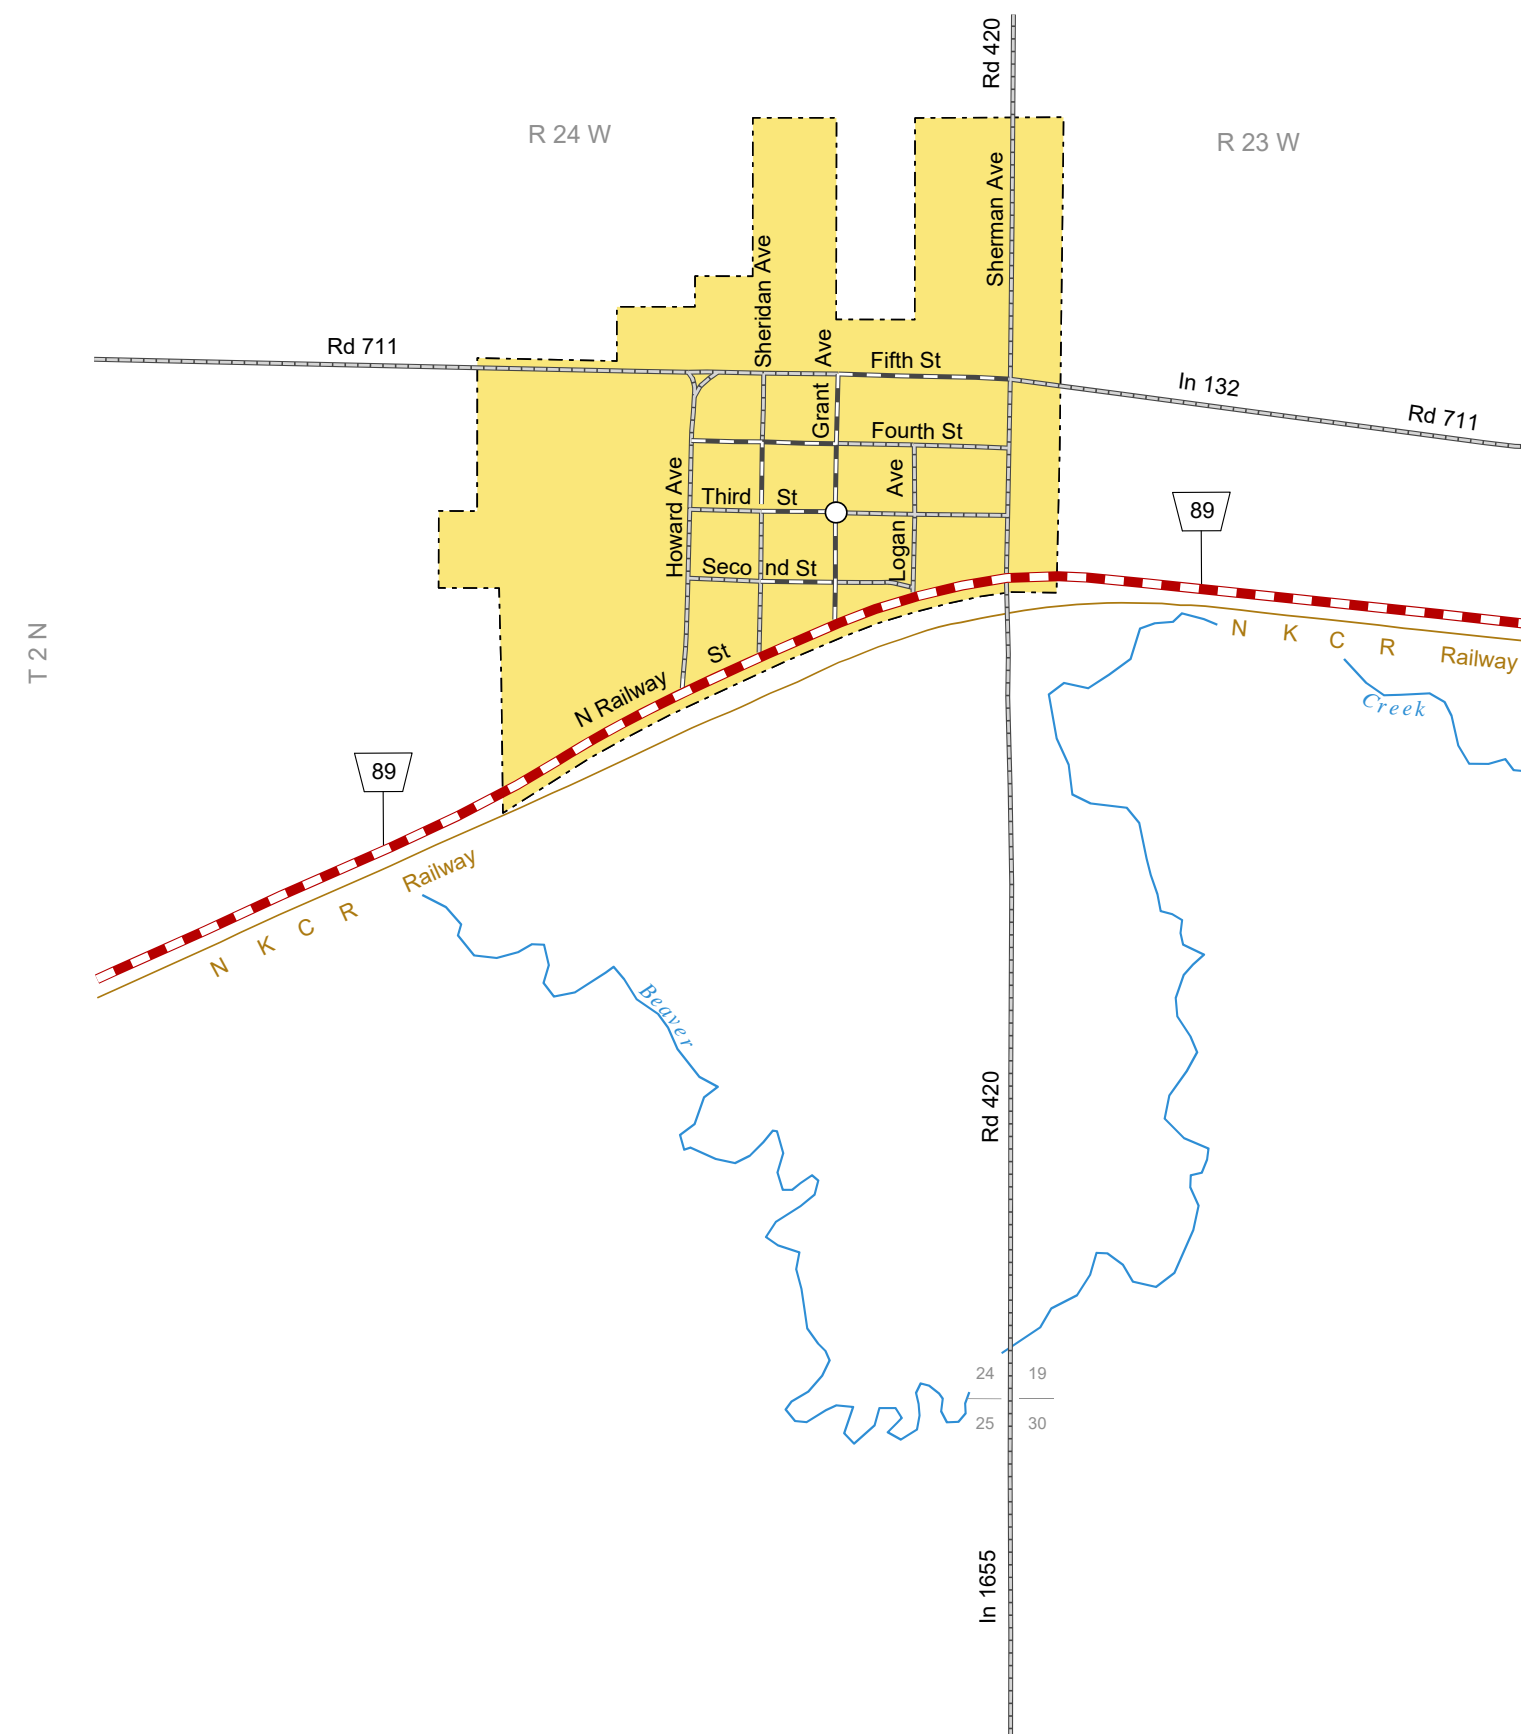 Rd 420
R 24 W
R 23 W
Sherman Ave
Sheridan Ave
Rd 711
Grant Ave
Fifth St
In 132
Rd 711
Fourth St
Howard Ave
Third St
Logan Ave
89
Second St
N K C R Railway
T 2 N
N Railway St
Creek
89
N K C R Railway
Beaver
Rd 420
24 19
25 30
In 1655